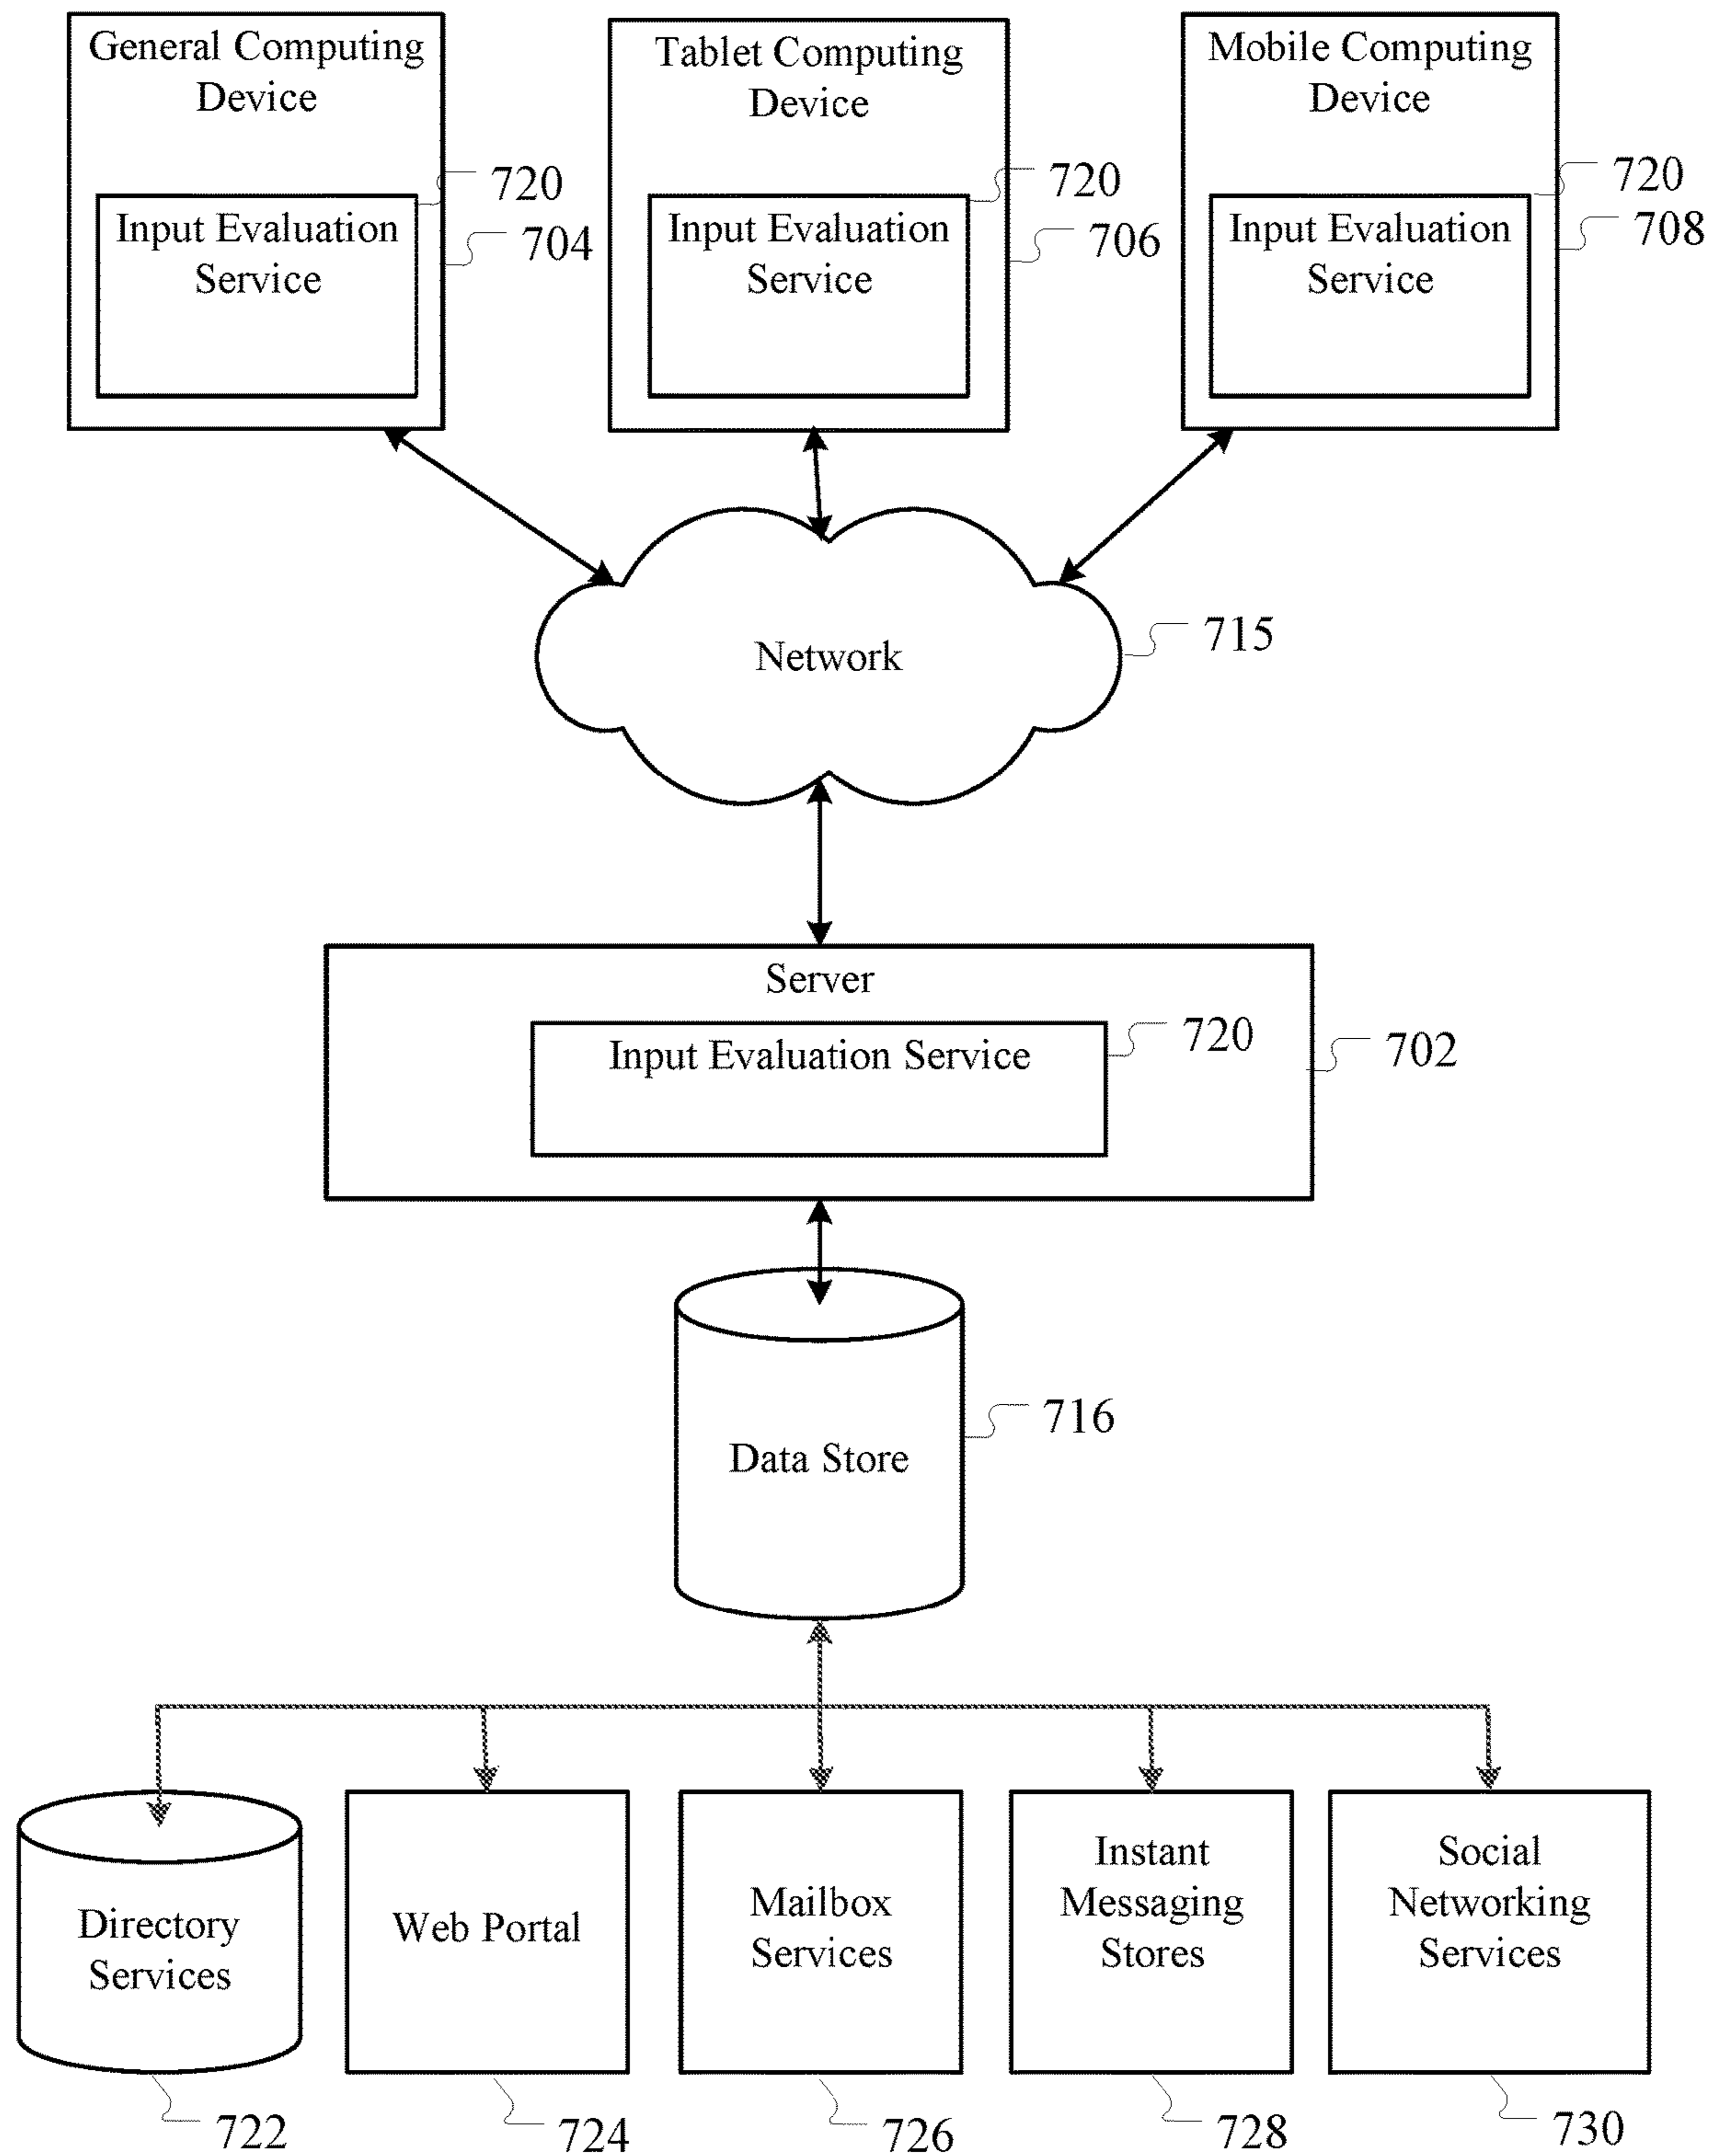 General Computing
Device
720
Input Evaluation
Service
704
Tablet Computing
Device
720
Input Evaluation
Service
706
Mobile Computing
Device
720
Input Evaluation
Service
708
Network
715
Server
Input Evaluation Service
720
702
Data Store
716
Directory
Services
722
Web Portal
724
Mailbox
Services
726
Instant
Messaging
Stores
728
Social
Networking
Services
730